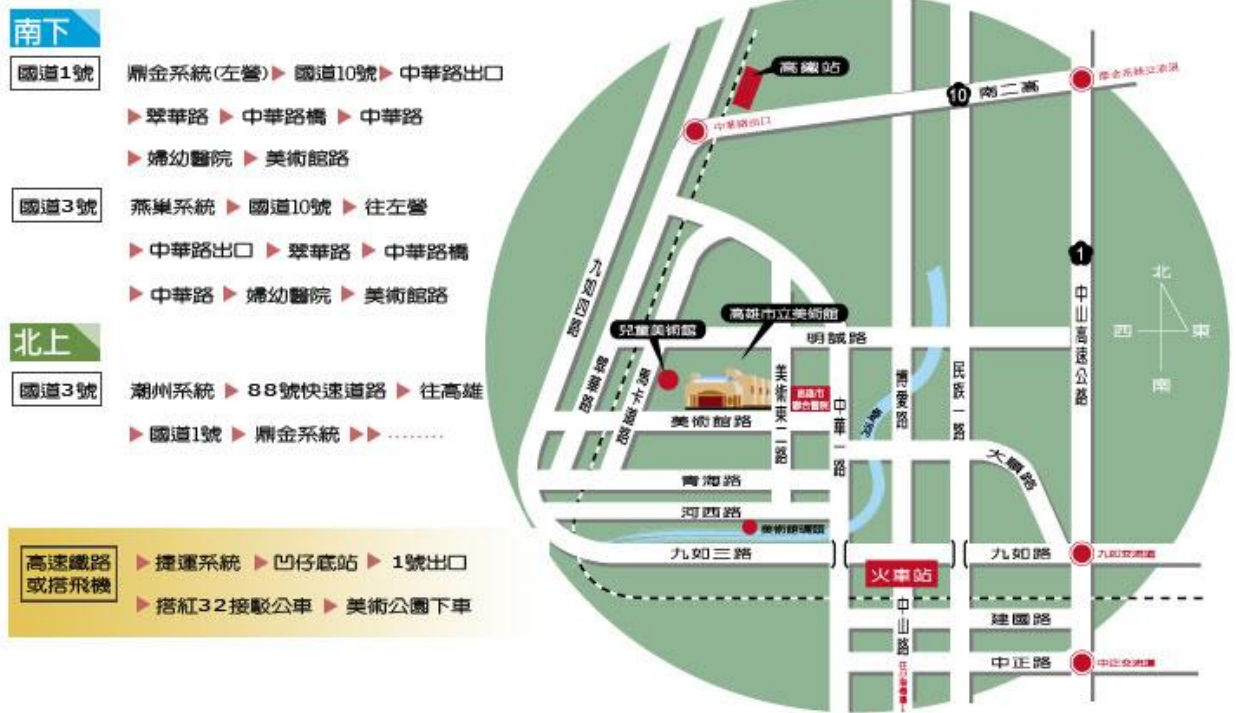 南下
國道1號
鼎金系統(左營)▶ 國道10號▶ 中華路出口
▶翠華路 ▶ 中華路橋 ▶ 中華路
▶ 婦幼醫院 ▶ 美術館路
國道3號
燕巢系統 ▶ 國道10號 ▶ 往左營
▶中華路出口 ▶ 翠華路 ▶ 中華路橋
▶ 中華路 ▶ 婦幼醫院 ▶ 美術館路
北上
國道3號
潮州系統 ▶ 88號快速道路 ▶ 往高雄
▶國道1號 ▶ 鼎金系統 ▶▶ ········
高速鐵路
或搭飛機
▶捷運系統 ▶凹仔底站 ▶ 1號出口
▶搭紅32接駁公車 ▶ 美術公園下車
高鐵站
10
南二高
鼎金系統交流道
中華路出口
1
中山高速公路
北
西
東
南
九如四路
翠華路
兒童美術館
高雄市立美術館
明誠路
美術東二路
高雄市
聯合醫院
中華一路
博愛路
愛河
民族一路
大順路
美術館路
青海路
河西路
美術館碼頭
九如三路
九如路
九如交流道
火車站
中山路
建國路
中正路
中正交流道